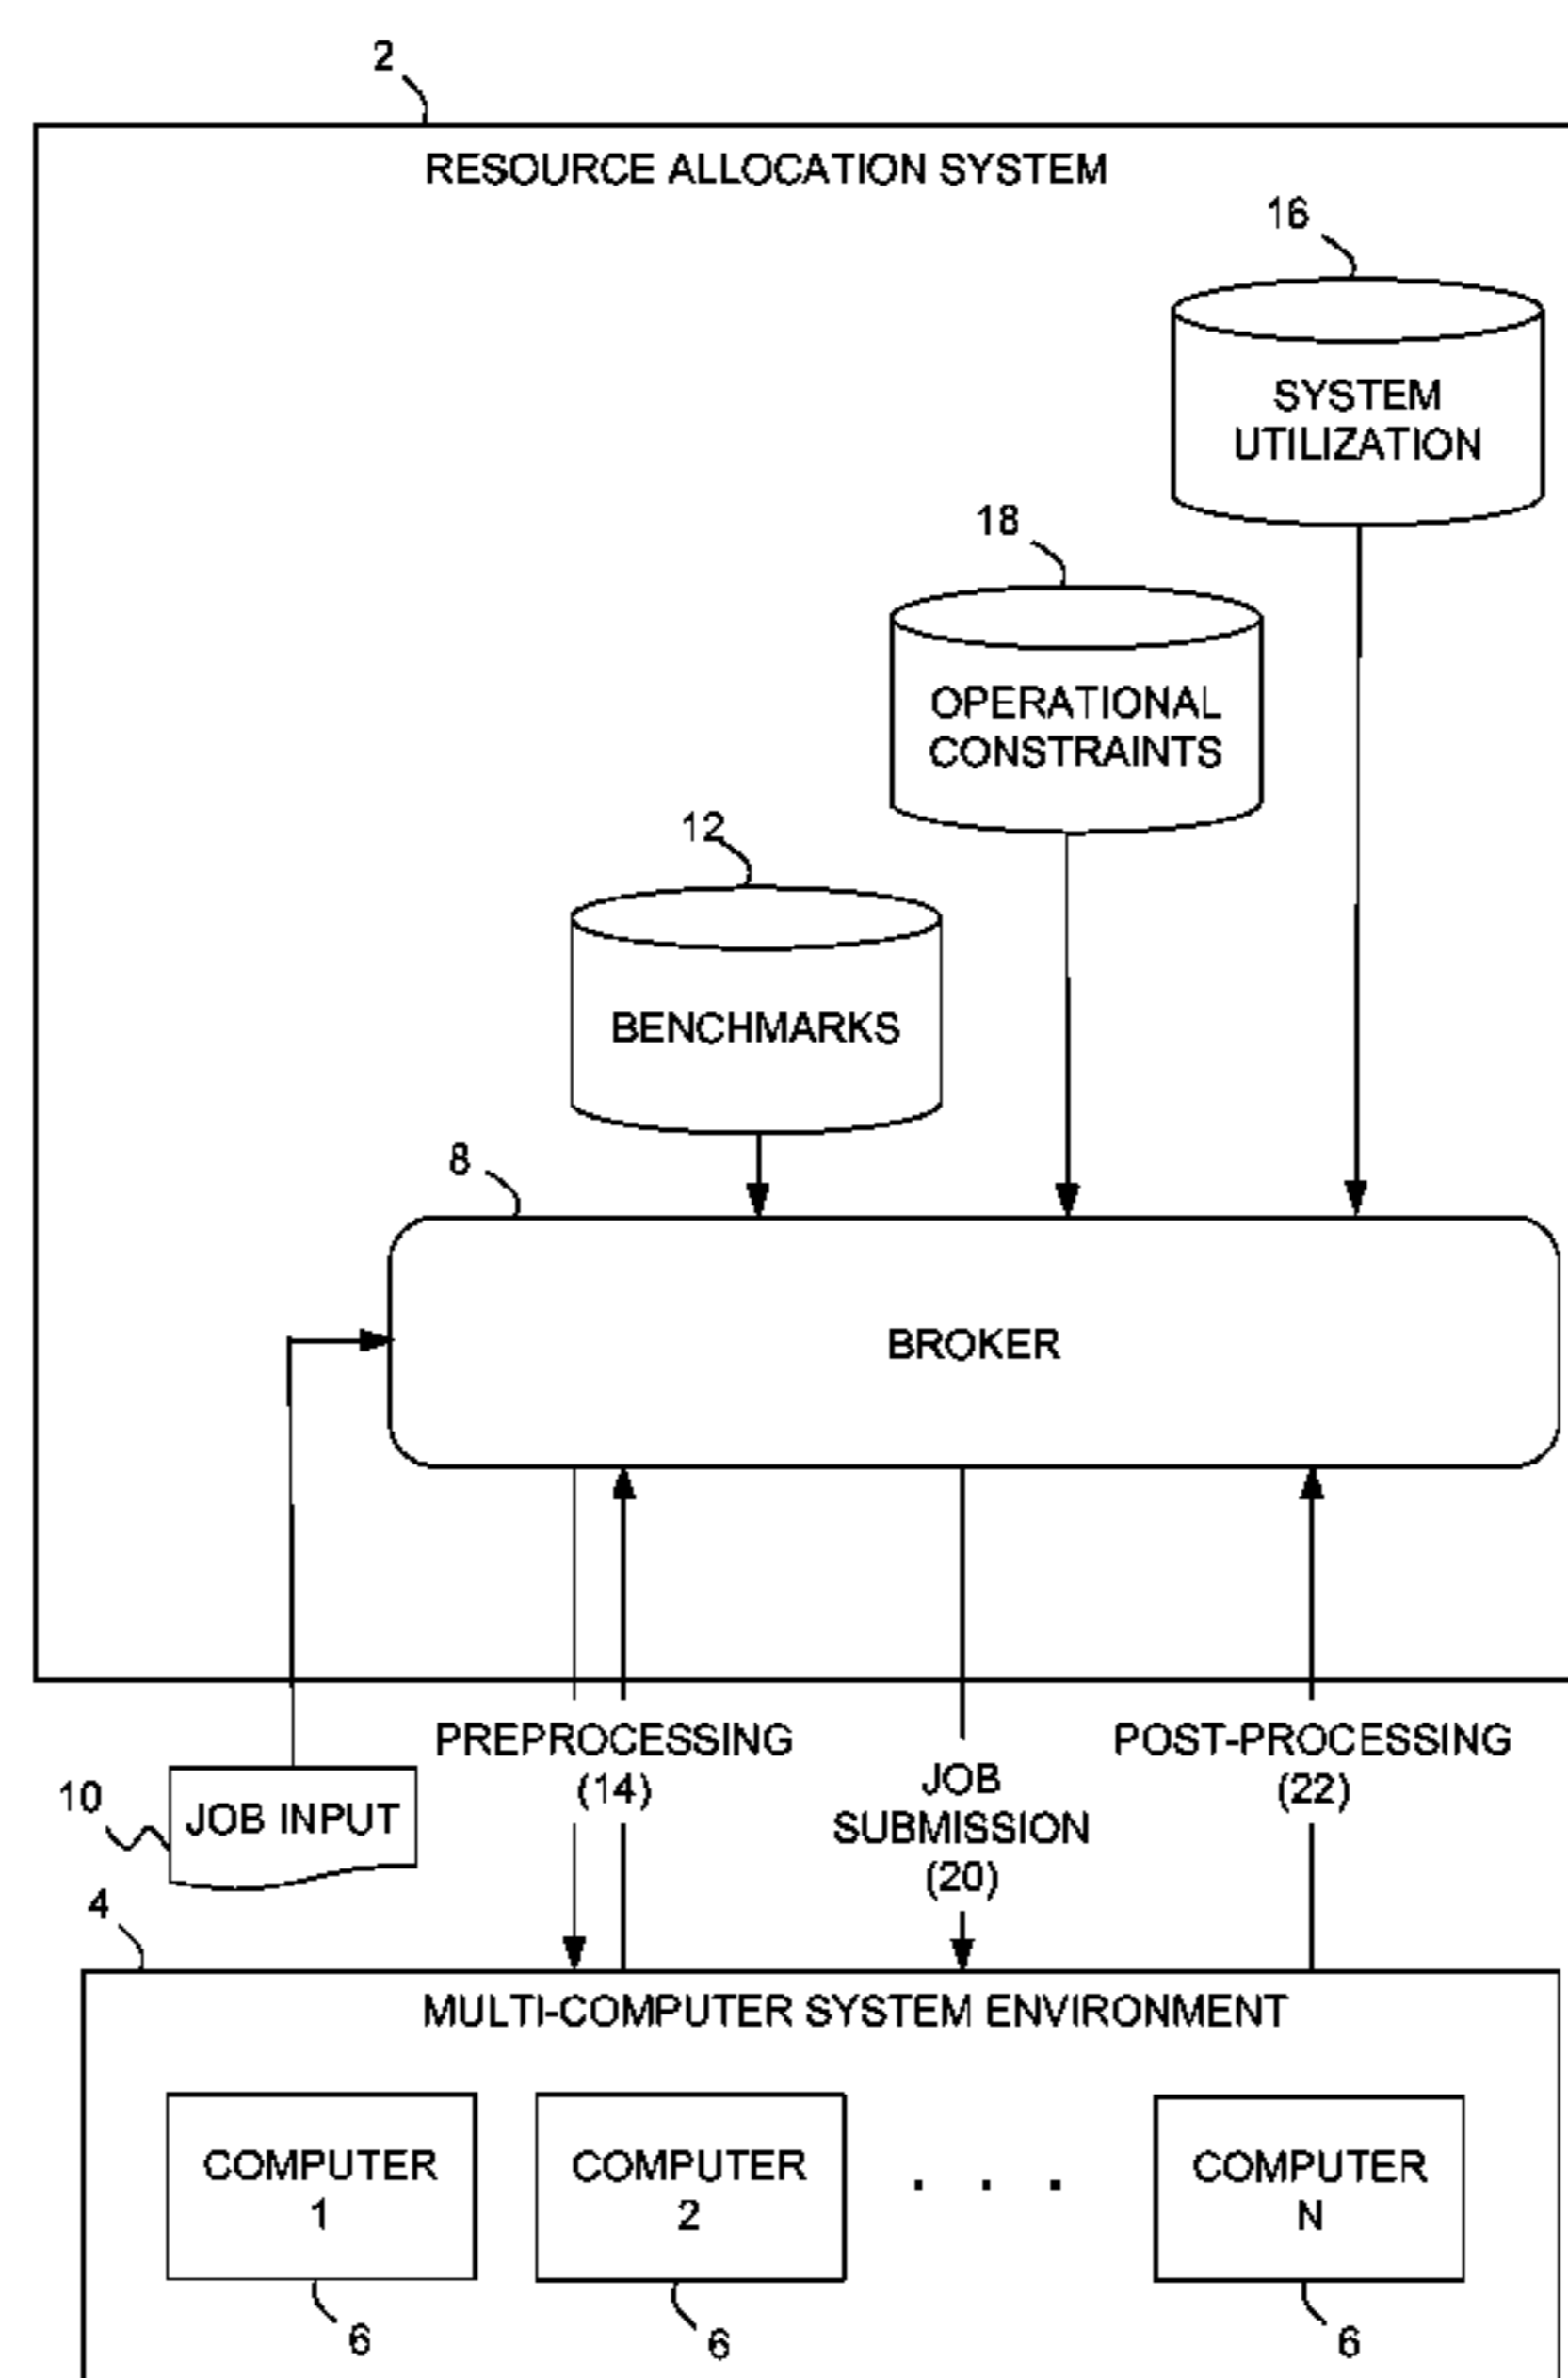 2
RESOURCE ALLOCATION SYSTEM
16
SYSTEM
UTILIZATION
18
OPERATIONAL
CONSTRAINTS
12
BENCHMARKS
8
BROKER
PREPROCESSING
(14)
JOB
SUBMISSION
(20)
POST-PROCESSING
(22)
10
JOB INPUT
4
MULTI-COMPUTER SYSTEM ENVIRONMENT
COMPUTER
1
COMPUTER
2
. . .
COMPUTER
N
6
6
6